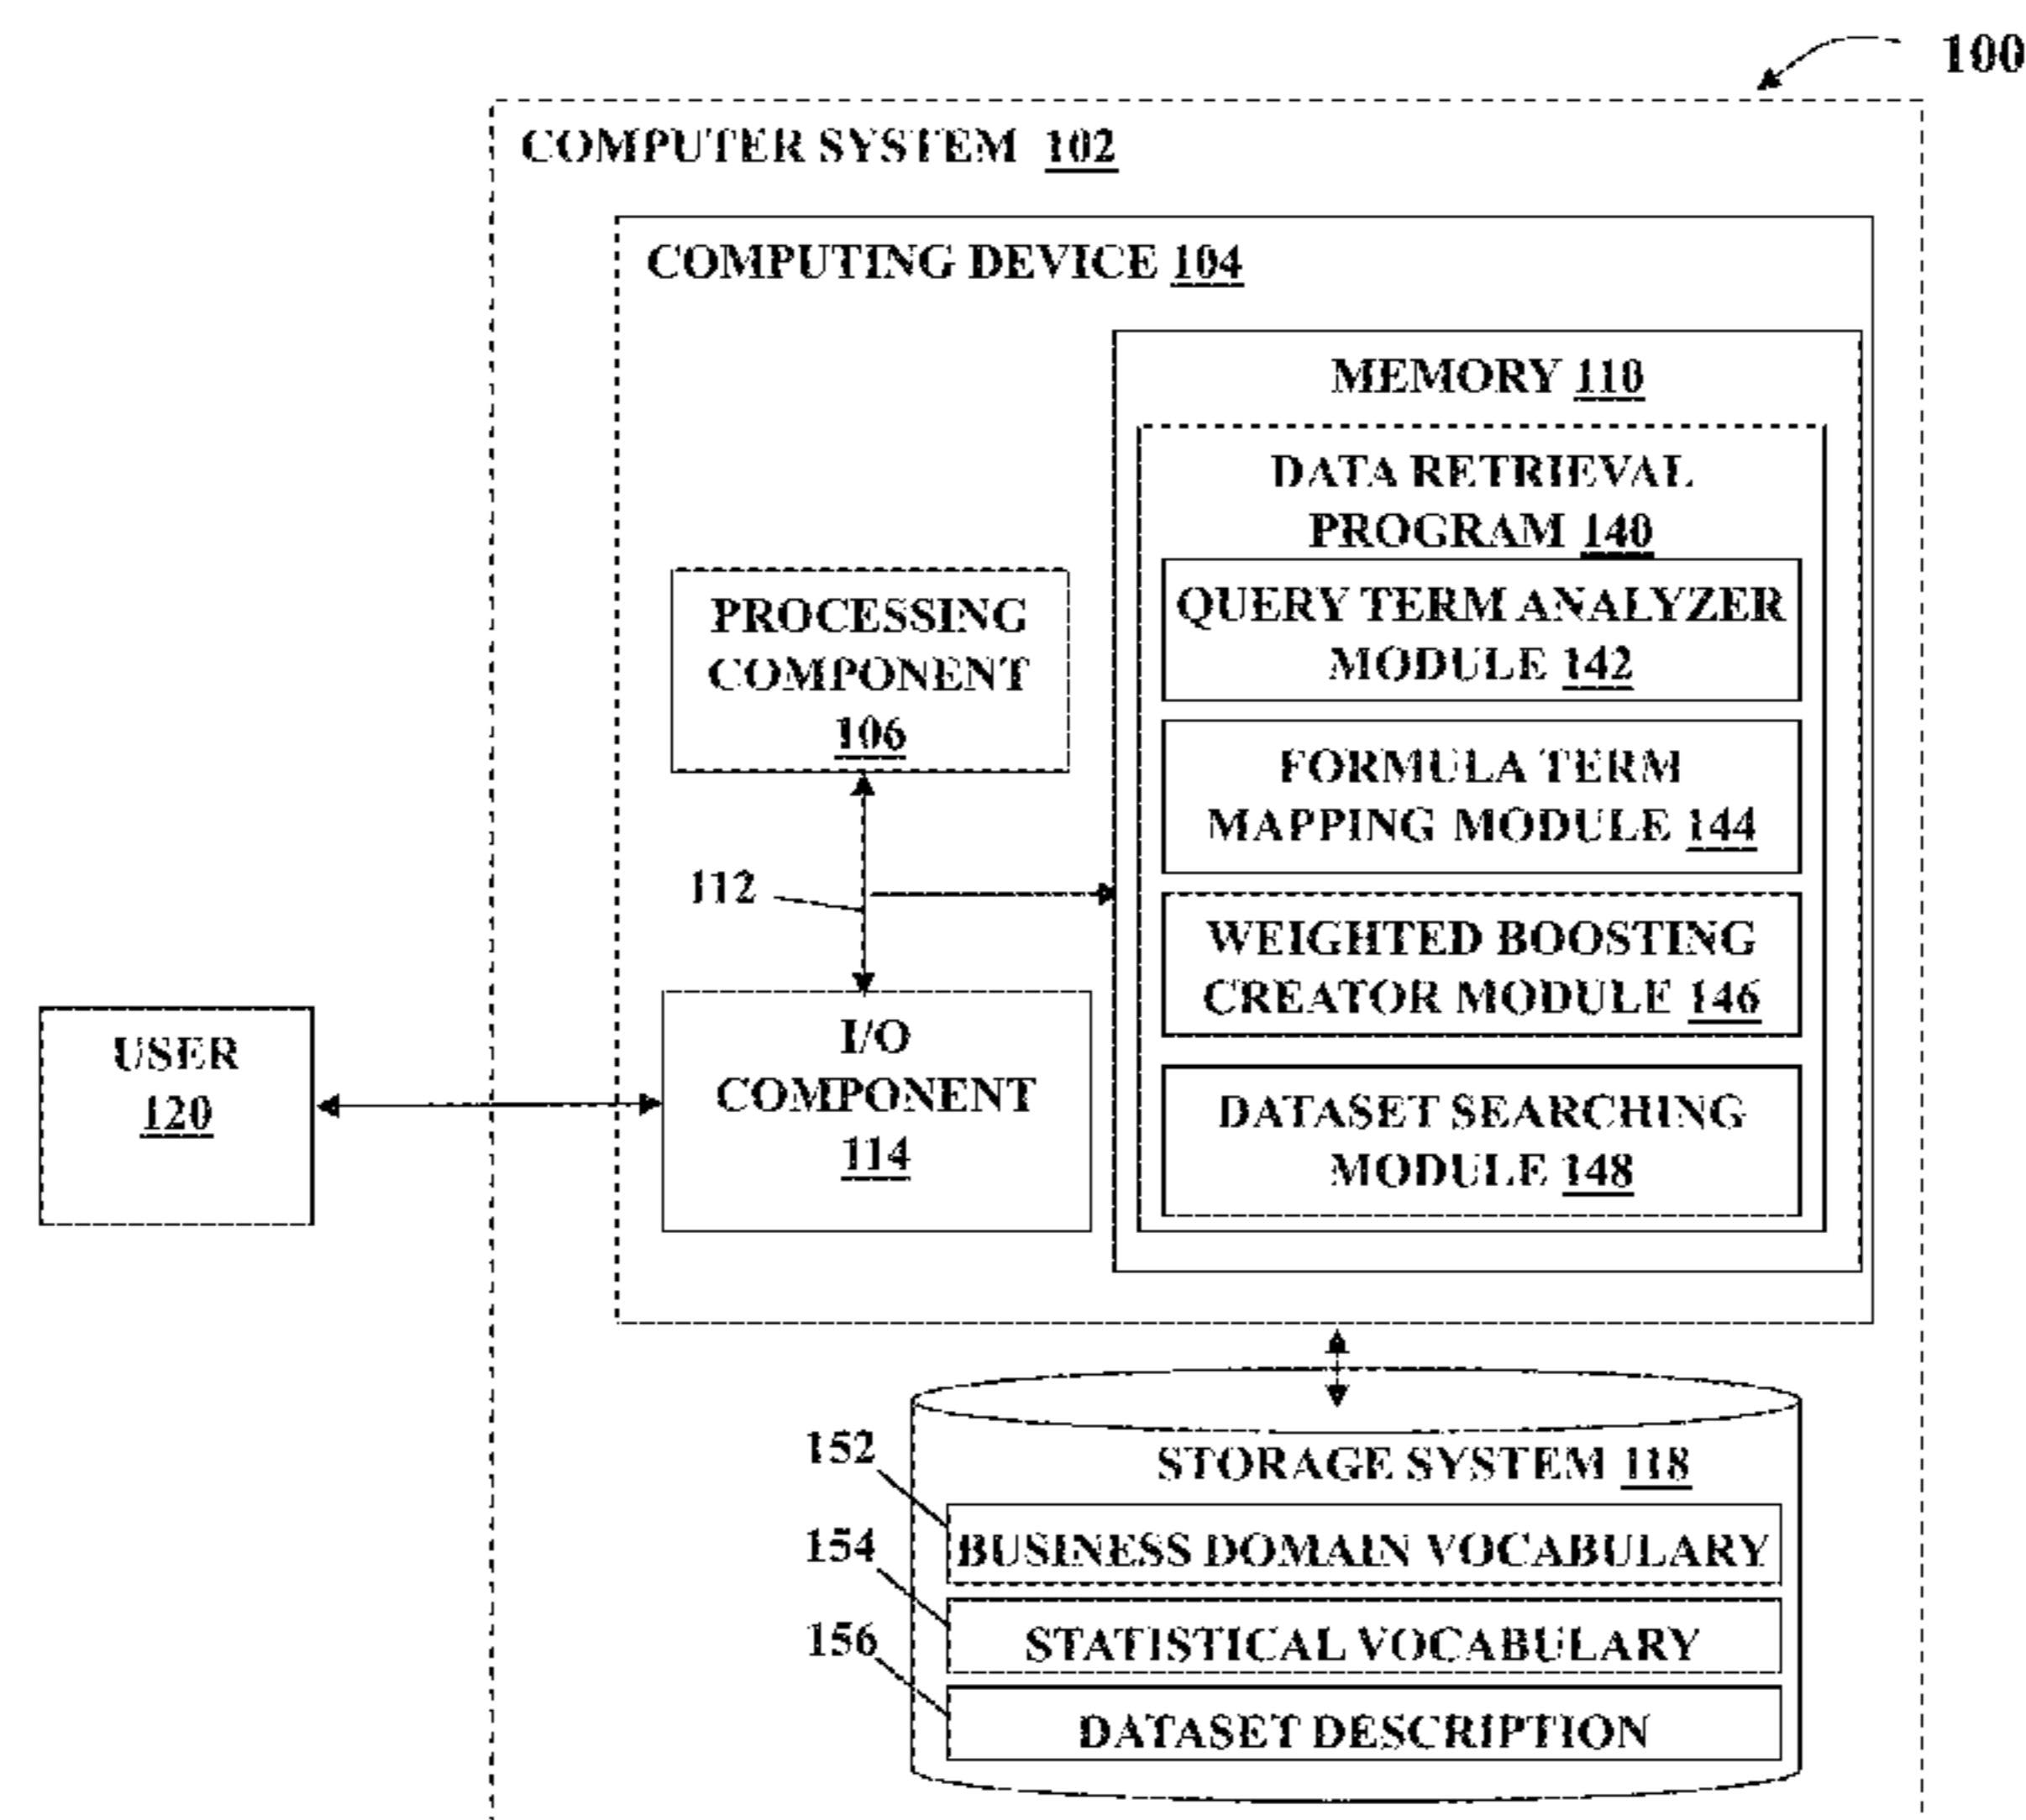 100
COMPUTER SYSTEM 102
COMPUTING DEVICE 104
MEMORY 110
DATA RETRIEVAL
PROGRAM 140
QUERY TERM ANALYZER
MODULE 142
FORMULA TERM
MAPPING MODULE 144
WEIGHTED BOOSTING
CREATOR MODULE 146
DATASET SEARCHING
MODULE 148
PROCESSING
COMPONENT
106
112
I/O
COMPONENT
114
USER
120
STORAGE SYSTEM 118
152
BUSINESS DOMAIN VOCABULARY
154
STATISTICAL VOCABULARY
156
DATASET DESCRIPTION